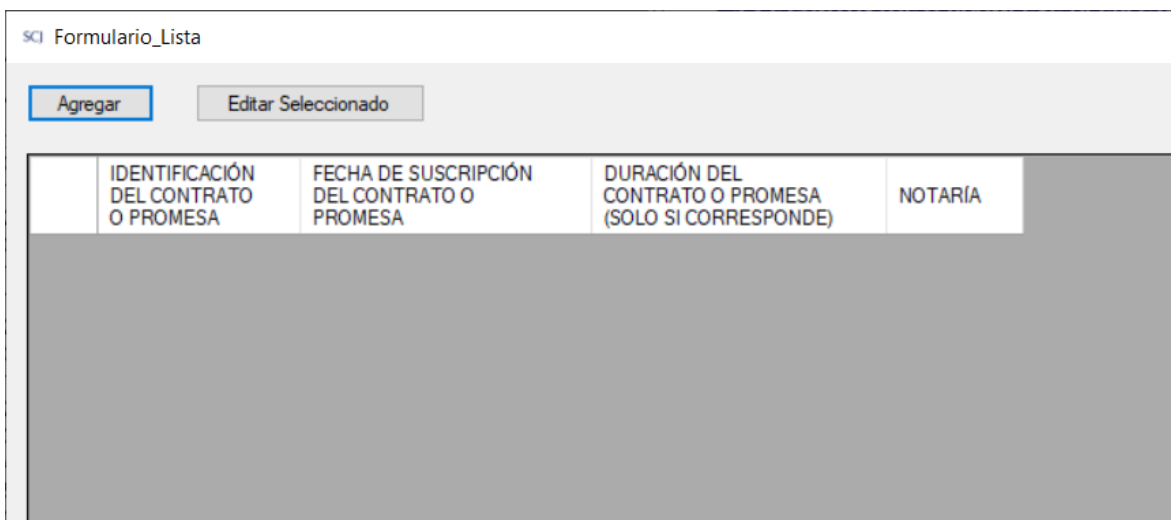 SCJ Formulario_Lista
Agregar Editar Seleccionado
IDENTIFICACIÓN DEL CONTRATO O PROMESA
FECHA DE SUSCRIPCIÓN DEL CONTRATO O PROMESA
DURACIÓN DEL CONTRATO O PROMESA (SOLO SI CORRESPONDE)
NOTARÍA